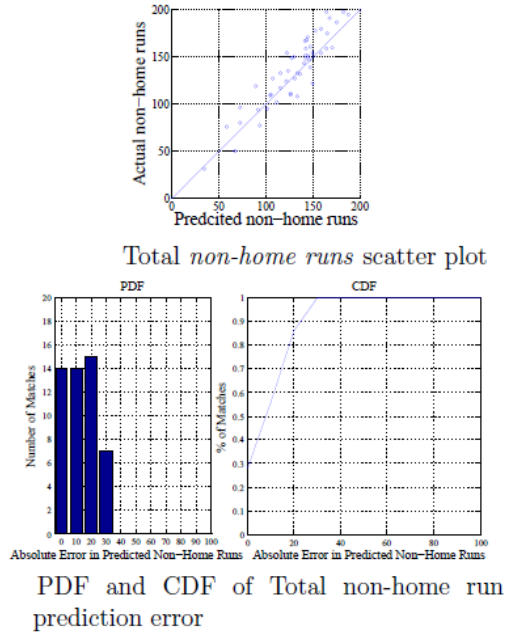 200
150
100
50
0
Actual non-home runs
0 50 100 150 200
Predcited non-home runs
Total non-home runs scatter plot
PDF
20
18
16
14
12
10
8
6
4
2
0
Number of Matches
0 10 20 30 40 50 60 70 80 90 100
Absolute Error in Predicted Non-Home Runs
CDF
1
0.9
0.8
0.7
0.6
0.5
0.4
0.3
0.2
0.1
0
% of Matches
0 20 40 60 80 100
Absolute Error in Predicted Non-Home Runs
PDF and CDF of Total non-home run
prediction error